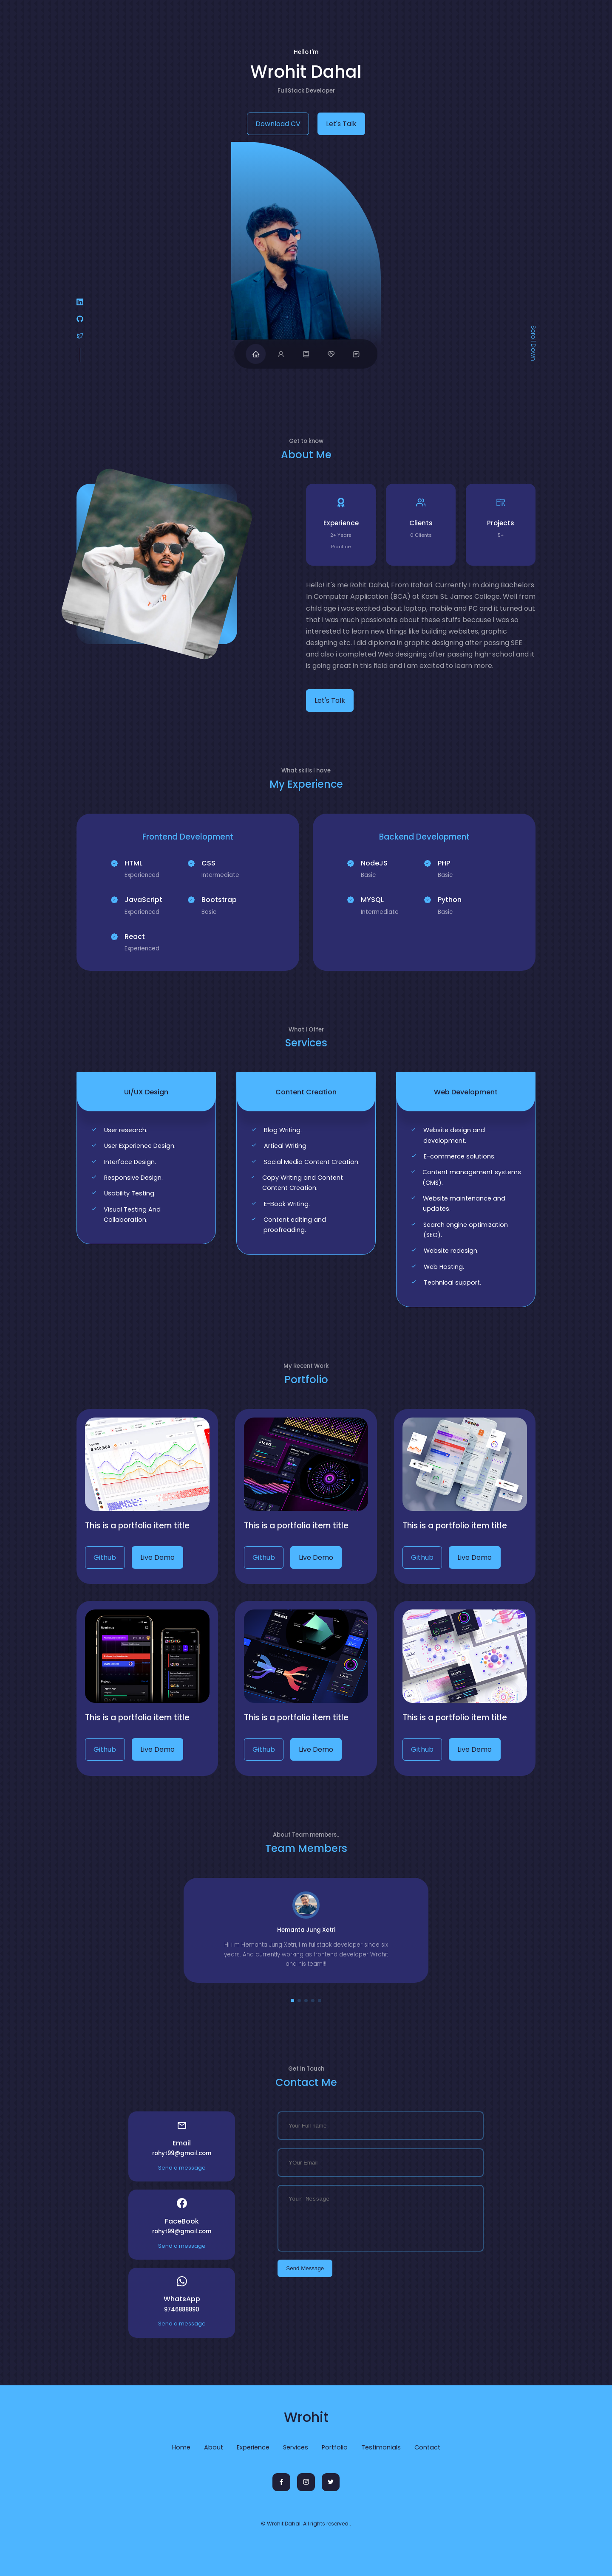 Hello I'm
Wrohit Dahal
FullStack Developer
Download CV
Let's Talk
Scroll Down
Get to know
About Me
Experience
2+ Years
Practice
Clients
0 Clients
Projects
5+
Hello! it's me Rohit Dahal, From Itahari. Currently I m doing Bachelors
In Computer Application (BCA) at Koshi St. James College. Well from
child age i was excited about laptop, mobile and PC and it turned out
that i was much passionate about these stuffs because i was so
interested to learn new things like building websites, graphic
designing etc. i did diploma in graphic designing after passing SEE
and also i completed Web designing after passing high-school and it
is going great in this field and i am excited to learn more.
Let's Talk
What skills I have
My Experience
Frontend Development
HTML
Experienced
CSS
Intermediate
JavaScript
Experienced
Bootstrap
Basic
React
Experienced
Backend Development
NodeJS
Basic
PHP
Basic
MYSQL
Intermediate
Python
Basic
What I Offer
Services
UI/UX Design
User research.
User Experience Design.
Interface Design.
Responsive Design.
Usability Testing.
Visual Testing And
Collaboration.
Content Creation
Blog Writing.
Artical Writing
Social Media Content Creation.
Copy Writing and Content
Content Creation.
E-Book Writing.
Content editing and
proofreading.
Web Development
Website design and
development.
E-commerce solutions.
Content management systems
(CMS).
Website maintenance and
updates.
Search engine optimization
(SEO).
Website redesign.
Web Hosting.
Technical support.
My Recent Work
Portfolio
This is a portfolio item title
Github
Live Demo
This is a portfolio item title
Github
Live Demo
This is a portfolio item title
Github
Live Demo
This is a portfolio item title
Github
Live Demo
This is a portfolio item title
Github
Live Demo
This is a portfolio item title
Github
Live Demo
About Team members..
Team Members
Hemanta Jung Xetri
Hi i m Hemanta Jung Xetri, I m fullstack developer since six
years. And currently working as frontend developer Wrohit
and his team!!!
Get In Touch
Contact Me
Email
rohyt99@gmail.com
Send a message
FaceBook
rohyt99@gmail.com
Send a message
WhatsApp
9746888890
Send a message
Your Full name
YOur Email
Your Message
Send Message
Wrohit
Home
About
Experience
Services
Portfolio
Testimonials
Contact
© Wrohit Dahal. All rights reserved.